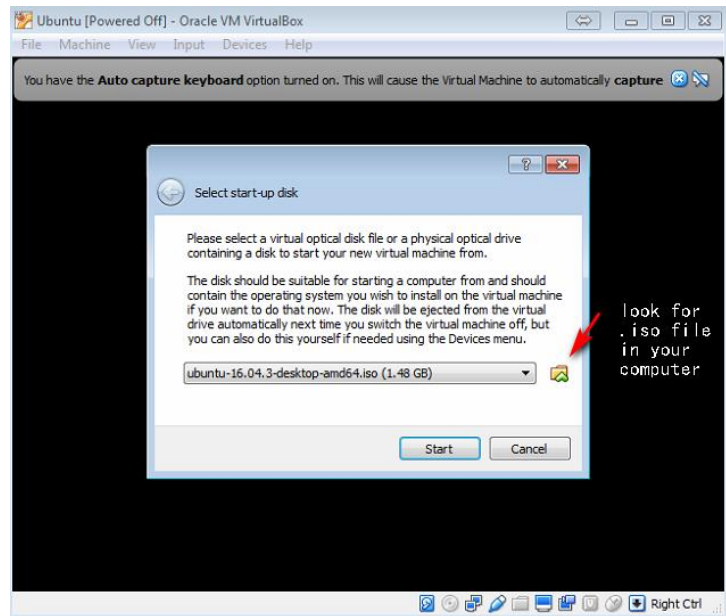 Ubuntu [Powered Off] - Oracle VM VirtualBox
File Machine View Input Devices Help
You have the Auto capture keyboard option turned on. This will cause the Virtual Machine to automatically capture
Select start-up disk
Please select a virtual optical disk file or a physical optical drive
containing a disk to start your new virtual machine from.
The disk should be suitable for starting a computer from and should
contain the operating system you wish to install on the virtual machine
if you want to do that now. The disk will be ejected from the virtual
drive automatically next time you switch the virtual machine off, but
you can also do this yourself if needed using the Devices menu.
ubuntu-16.04.3-desktop-amd64.iso (1.48 GB)
look for
.iso file
in your
computer
Start Cancel
Right Ctrl